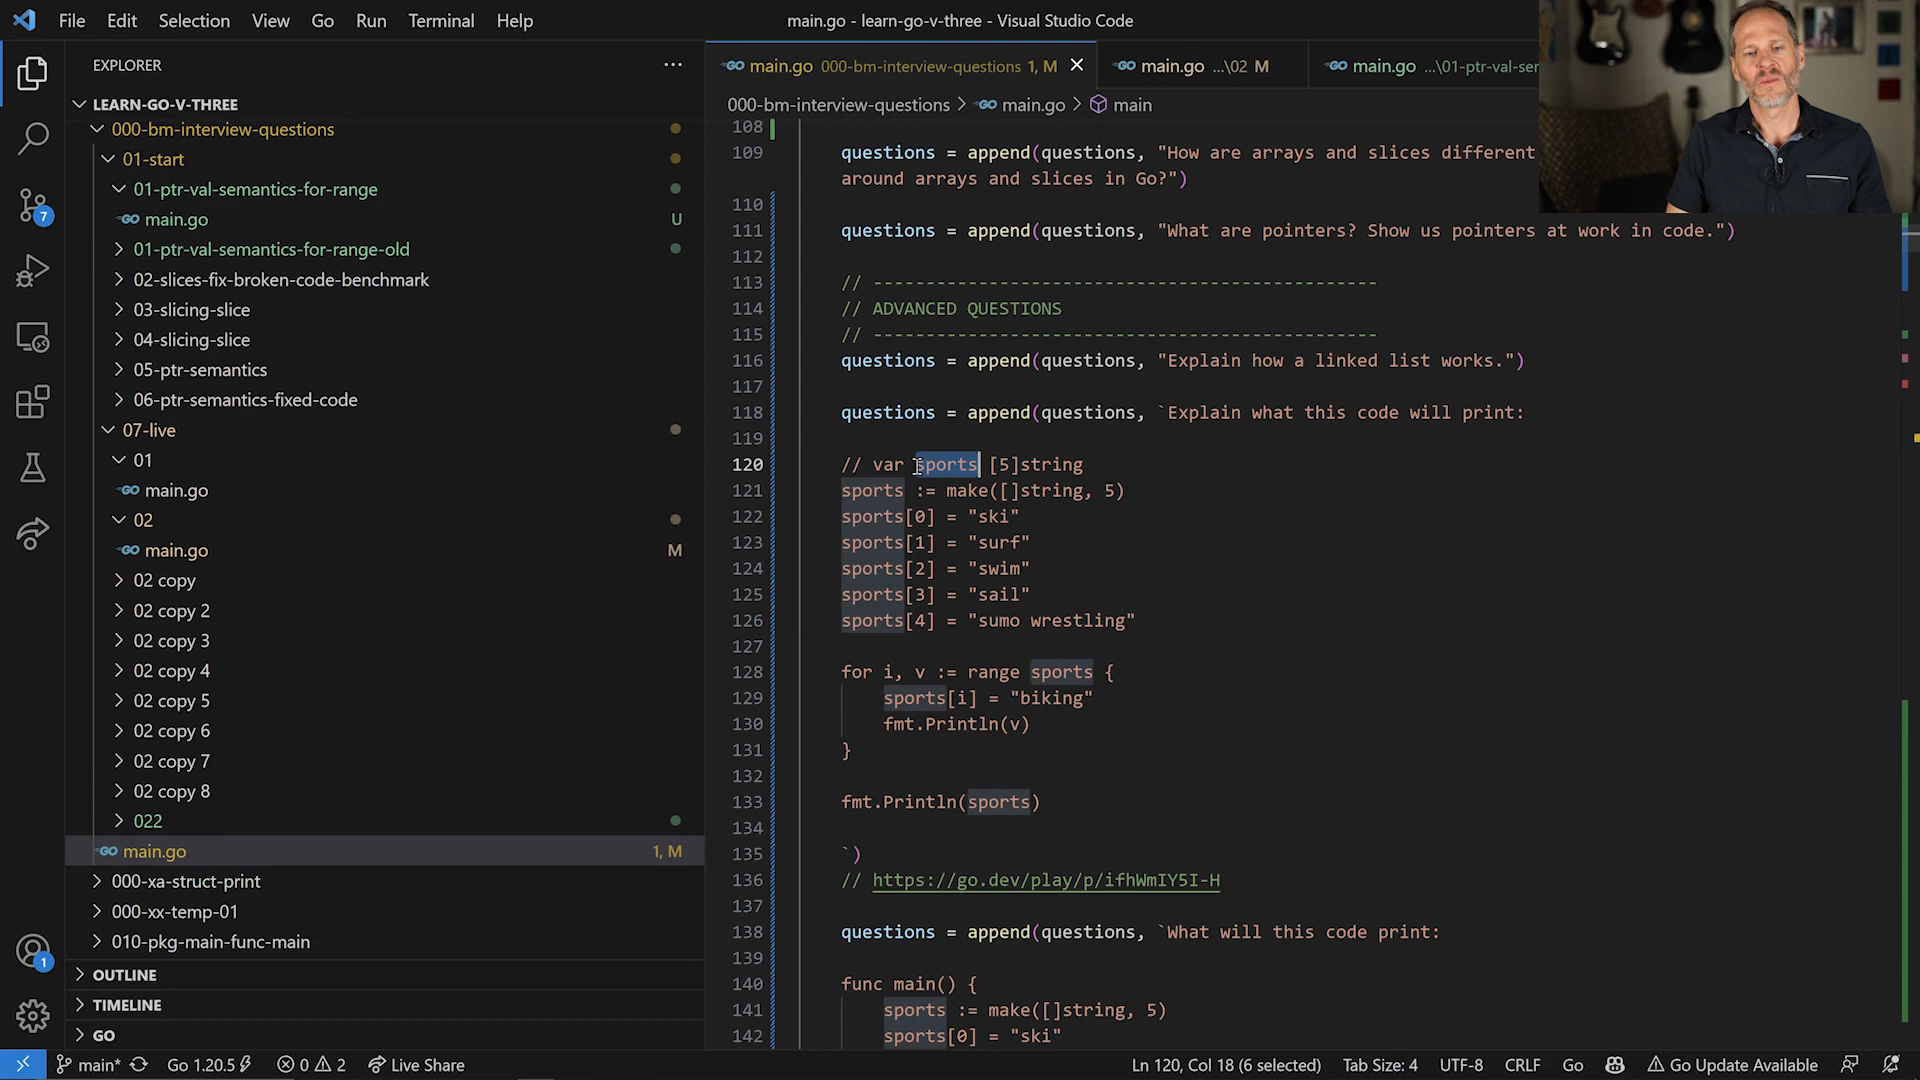 File Edit Selection View Go Run Terminal Help
main.go - learn-go-v-three - Visual Studio Code
EXPLORER
LEARN-GO-V-THREE
000-bm-interview-questions
01-start
01-ptr-val-semantics-for-range
main.go U
01-ptr-val-semantics-for-range-old
02-slices-fix-broken-code-benchmark
03-slicing-slice
04-slicing-slice
05-ptr-semantics
06-ptr-semantics-fixed-code
07-live
01
main.go
02
main.go M
02 copy
02 copy 2
02 copy 3
02 copy 4
02 copy 5
02 copy 6
02 copy 7
02 copy 8
022
main.go 1, M
000-xa-struct-print
000-xx-temp-01
010-pkg-main-func-main
OUTLINE
TIMELINE
GO
7
1
main.go 000-bm-interview-questions 1, M
main.go ...\02 M
main.go ...\01-ptr-val-ser
000-bm-interview-questions > main.go > main
108
109 questions = append(questions, "How are arrays and slices different
around arrays and slices in Go?")
110
111 questions = append(questions, "What are pointers? Show us pointers at work in code.")
112
113 // ------------------------------------------------
114 // ADVANCED QUESTIONS
115 // ------------------------------------------------
116 questions = append(questions, "Explain how a linked list works.")
117
118 questions = append(questions, `Explain what this code will print:
119
120 // var sports [5]string
121 sports := make([]string, 5)
122 sports[0] = "ski"
123 sports[1] = "surf"
124 sports[2] = "swim"
125 sports[3] = "sail"
126 sports[4] = "sumo wrestling"
127
128 for i, v := range sports {
129 sports[i] = "biking"
130 fmt.Println(v)
131 }
132
133 fmt.Println(sports)
134
135 `)
136 // https://go.dev/play/p/ifhWmIY5I-H
137
138 questions = append(questions, `What will this code print:
139
140 func main() {
141 sports := make([]string, 5)
142 sports[0] = "ski"
main* Go 1.20.5 0 2 Live Share
Ln 120, Col 18 (6 selected) Tab Size: 4 UTF-8 CRLF Go Go Update Available